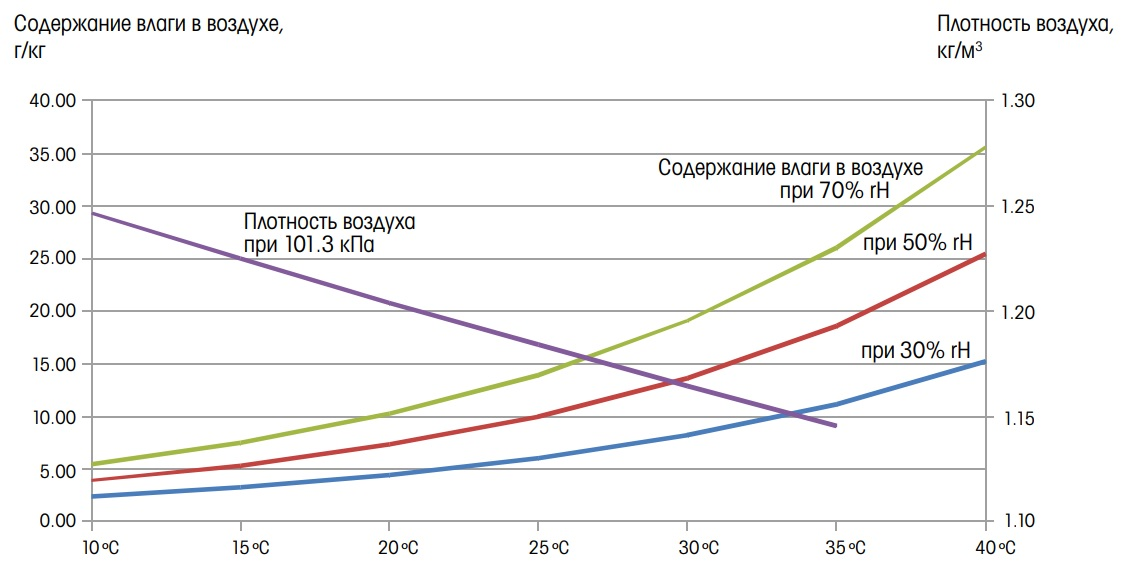 Содержание влаги в воздухе,
г/кг
Плотность воздуха,
кг/м³
40.00
35.00
30.00
25.00
20.00
15.00
10.00
5.00
0.00
1.30
1.25
1.20
1.15
1.10
Содержание влаги в воздухе
при 70% rH
Плотность воздуха
при 101.3 кПа
при 50% rH
при 30% rH
10 °C
15 °C
20 °C
25 °C
30 °C
35 °C
40 °C